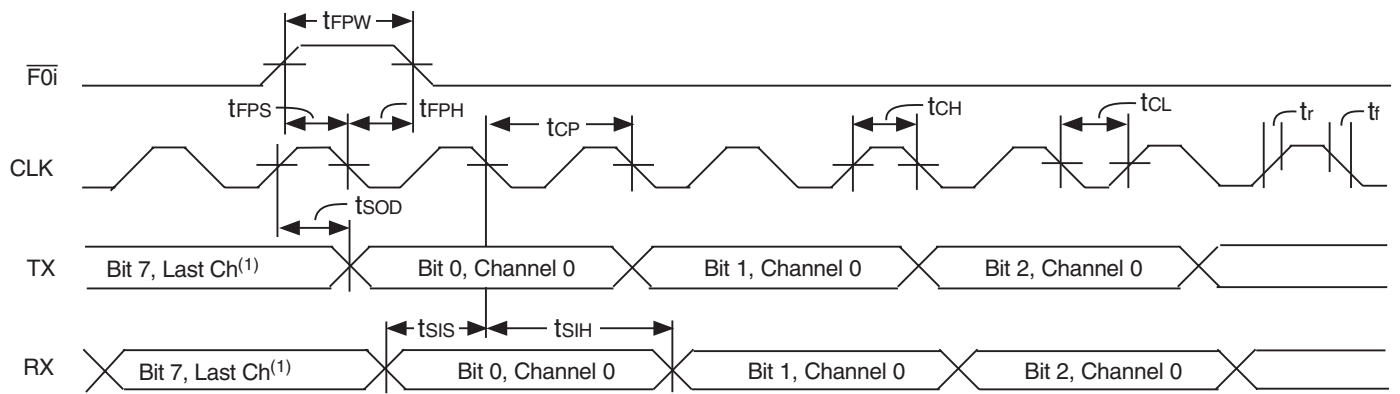 tFPW
F0i
tFPS tFPH tCP tCH tCL tr tf
CLK
tSOD
TX Bit 7, Last Ch(1) Bit 0, Channel 0 Bit 1, Channel 0 Bit 2, Channel 0
tSIS tSIH
RX Bit 7, Last Ch(1) Bit 0, Channel 0 Bit 1, Channel 0 Bit 2, Channel 0